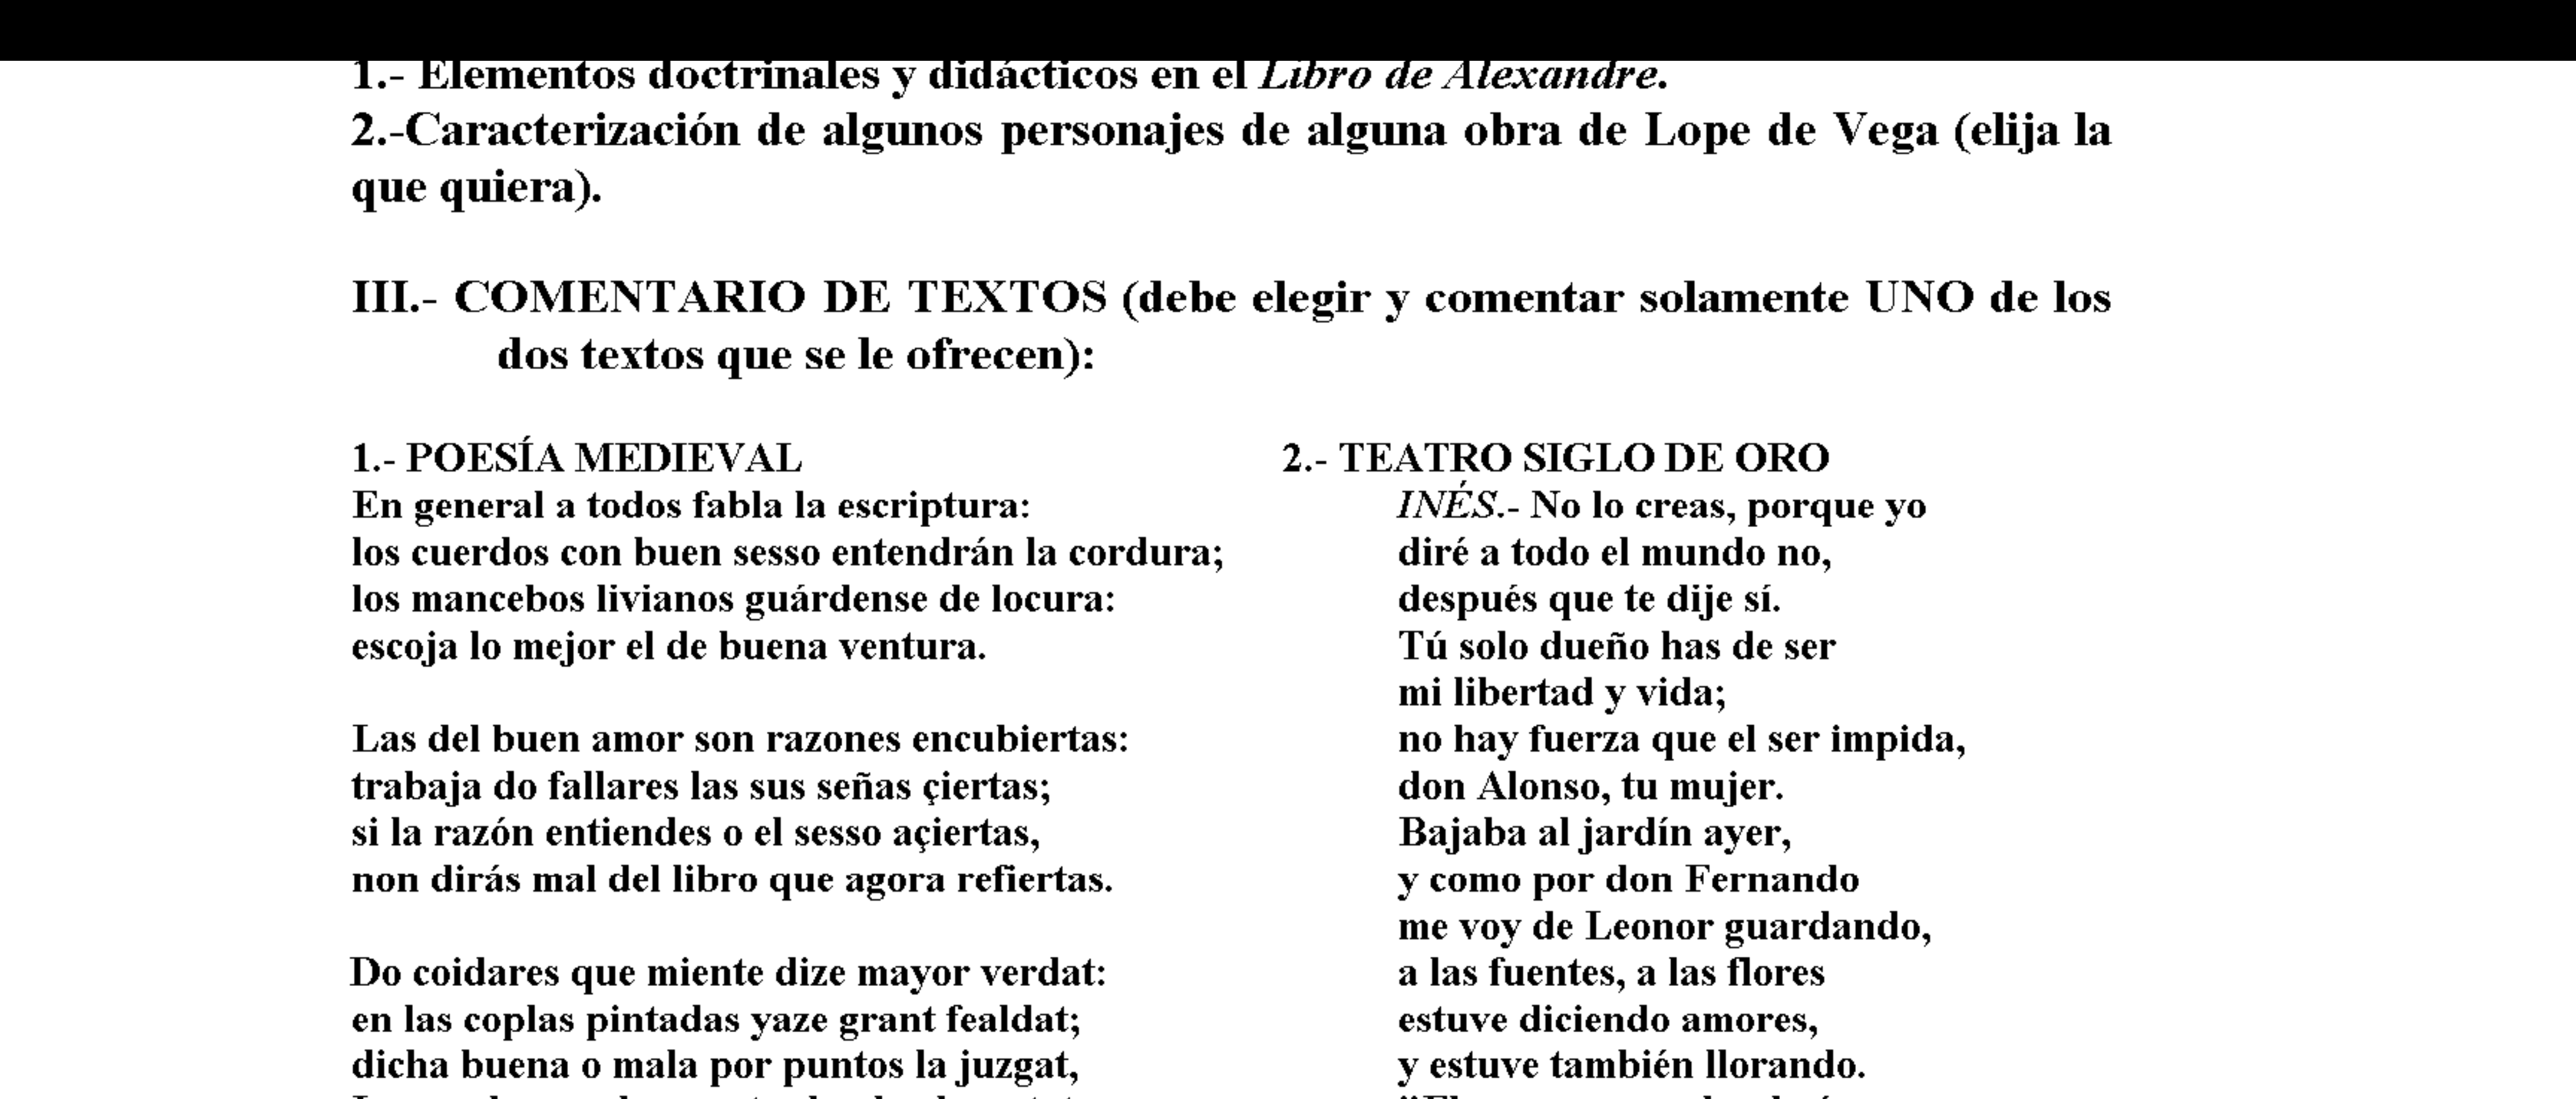 1.- Elementos doctrinales y didácticos en el Libro de Alexandre.
2.-Caracterización de algunos personajes de alguna obra de Lope de Vega (elija la
que quiera).
III.- COMENTARIO DE TEXTOS (debe elegir y comentar solamente UNO de los
dos textos que se le ofrecen):
1.- POESÍA MEDIEVAL
En general a todos fabla la escriptura:
los cuerdos con buen sesso entendrán la cordura;
los mancebos livianos guárdense de locura:
escoja lo mejor el de buena ventura.
Las del buen amor son razones encubiertas:
trabaja do fallares las sus señas çiertas;
si la razón entiendes o el sesso açiertas,
non dirás mal del libro que agora refiertas.
Do coidares que miente dize mayor verdat:
en las coplas pintadas yaze grant fealdat;
dicha buena o mala por puntos la juzgat,
2.- TEATRO SIGLO DE ORO
INÉS.- No lo creas, porque yo
diré a todo el mundo no,
después que te dije sí.
Tú solo dueño has de ser
mi libertad y vida;
no hay fuerza que el ser impida,
don Alonso, tu mujer.
Bajaba al jardín ayer,
y como por don Fernando
me voy de Leonor guardando,
a las fuentes, a las flores
estuve diciendo amores,
y estuve también llorando.